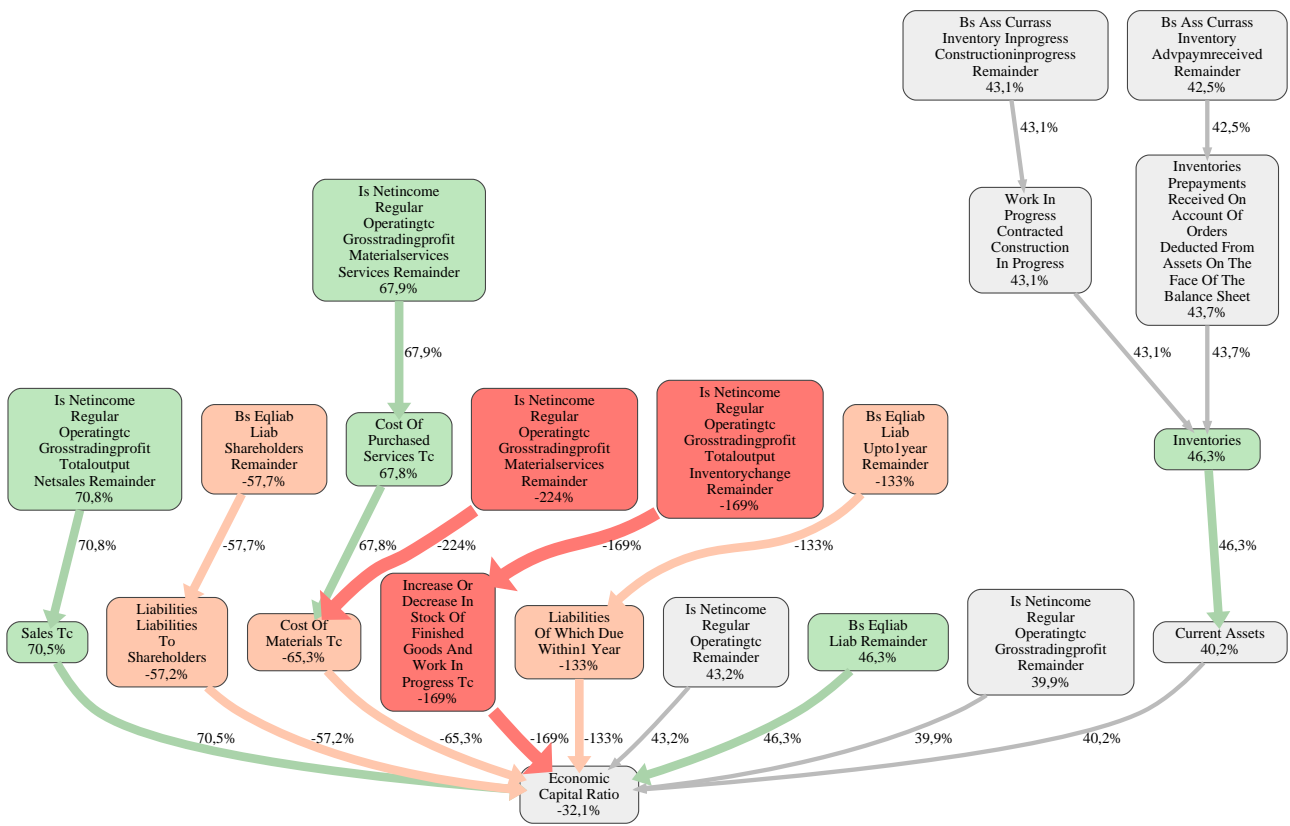 Bs Ass Currass
Inventory Inprogress
Constructioninprogress
Remainder
43,1%
Bs Ass Currass
Inventory
Advpaymreceived
Remainder
42,5%
43,1%
42,5%
Inventories
Prepayments
Received On
Account Of
Orders
Deducted From
Assets On The
Face Of The
Balance Sheet
43,7%
Work In
Progress
Contracted
Construction
In Progress
43,1%
Is Netincome
Regular
Operatingtc
Grosstradingprofit
Materialservices
Services Remainder
67,9%
67,9%
43,1%
43,7%
Is Netincome
Regular
Operatingtc
Grosstradingprofit
Totaloutput
Netsales Remainder
70,8%
Bs Eqliab
Liab
Shareholders
Remainder
-57,7%
Cost Of
Purchased
Services Tc
67,8%
Is Netincome
Regular
Operatingtc
Grosstradingprofit
Materialservices
Remainder
-224%
Is Netincome
Regular
Operatingtc
Grosstradingprofit
Totaloutput
Inventorychange
Remainder
-169%
Bs Eqliab
Liab
Upto1year
Remainder
-133%
Inventories
46,3%
70,8%
-57,7%
67,8%
-224%
-169%
-133%
46,3%
Sales Tc
70,5%
Liabilities
Liabilities
To
Shareholders
-57,2%
Cost Of
Materials Tc
-65,3%
Increase Or
Decrease In
Stock Of
Finished
Goods And
Work In
Progress Tc
-169%
Liabilities
Of Which Due
Within1 Year
-133%
Is Netincome
Regular
Operatingtc
Remainder
43,2%
Bs Eqliab
Liab Remainder
46,3%
Is Netincome
Regular
Operatingtc
Grosstradingprofit
Remainder
39,9%
Current Assets
40,2%
70,5%
-57,2%
-65,3%
-169%
-133%
43,2%
46,3%
39,9%
40,2%
Economic
Capital Ratio
-32,1%